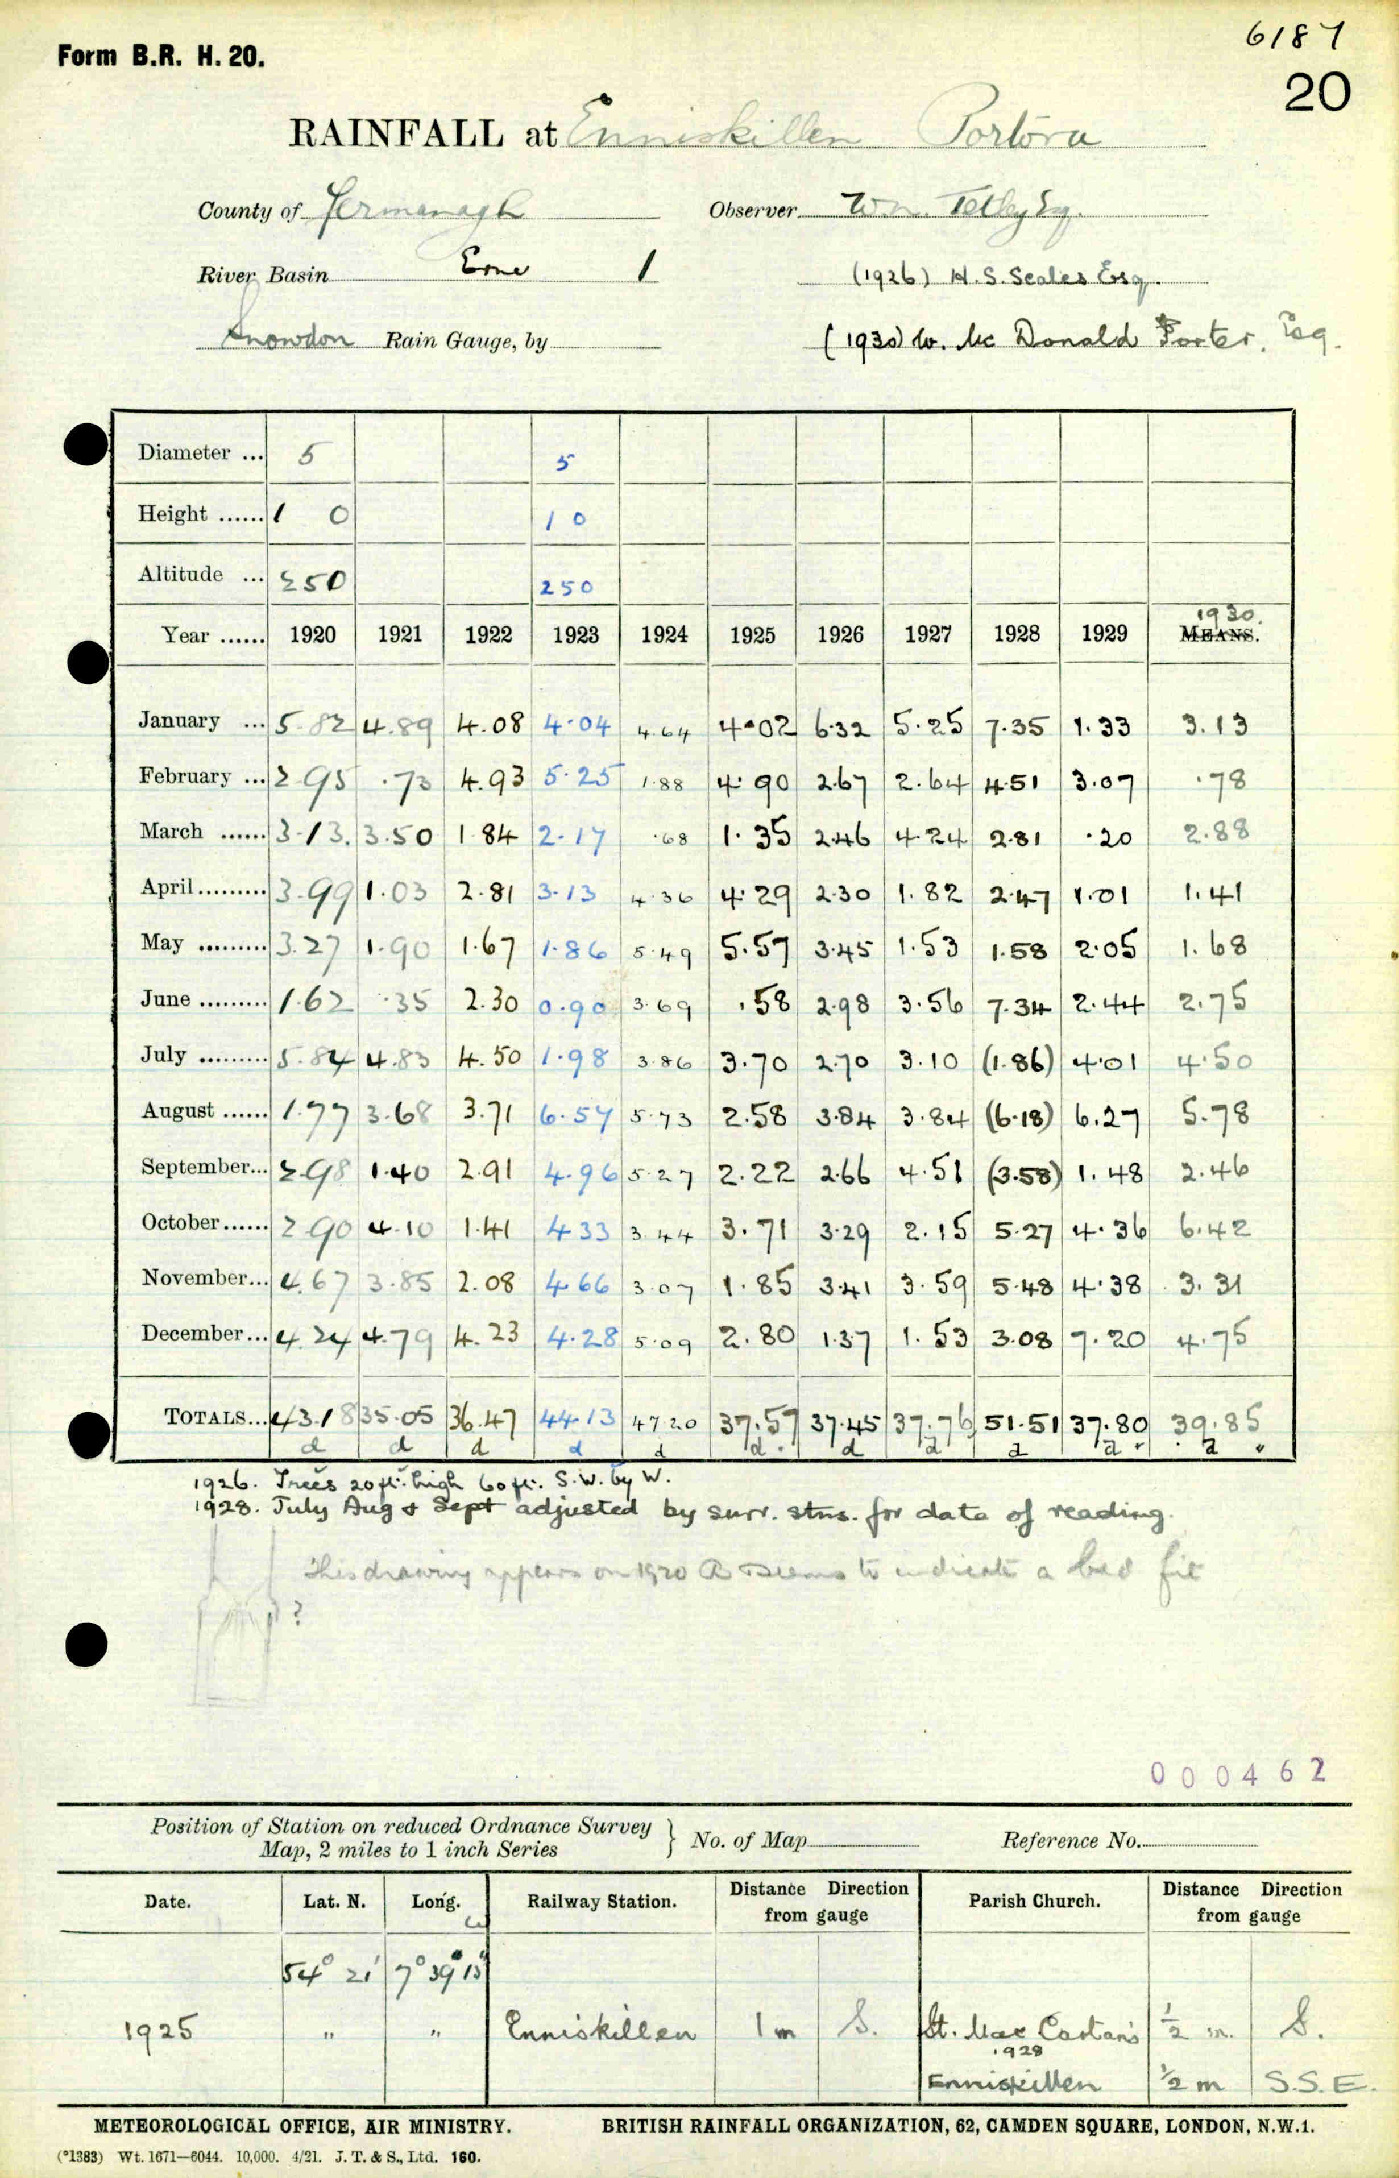 6187
Form B.R. H. 20.
20
RAINFALL at Enniskillen Portora
County of Fermanagh Observer Wm. Tetley Esq.
River Basin Erne 1 (1926) H.S. Scales Esq.
Snowdon Rain Gauge, by (1930) W. Mc Donald Porter, Esq.
Diameter ... 5 5
Height ...... 1 0 1 0
Altitude ... 250 250
1930.
Year ...... 1920 1921 1922 1923 1924 1925 1926 1927 1928 1929 MEANS.
January ... 5.82 4.89 4.08 4.04 4.64 4.02 6.32 5.25 7.35 1.33 3.13
February ... 2.95 .73 4.93 5.25 1.88 4.90 2.67 2.64 4.51 3.07 .78
March ...... 3.13. 3.50 1.84 2.17 .68 1.35 2.46 4.24 2.81 .20 2.88
April ......... 3.99 1.03 2.81 3.13 4.36 4.29 2.30 1.82 2.47 1.01 1.41
May ......... 3.27 1.90 1.67 1.86 5.49 5.57 3.45 1.53 1.58 2.05 1.68
June ......... 1.62 .35 2.30 0.90 3.69 .58 2.98 3.56 7.34 2.44 2.75
July ......... 5.84 4.83 4.50 1.98 3.86 3.70 2.70 3.10 (1.86) 4.01 4.50
August ...... 1.77 3.68 3.71 6.57 5.73 2.58 3.84 3.84 (6.18) 6.27 5.78
September... 2.98 1.40 2.91 4.96 5.27 2.22 2.66 4.51 (3.58) 1.48 2.46
October...... 2.90 4.10 1.41 4.33 3.44 3.71 3.29 2.15 5.27 4.36 6.42
November... 4.67 3.85 2.08 4.66 3.07 1.85 3.41 3.59 5.48 4.38 3.31
December... 4.24 4.79 4.23 4.28 5.09 2.80 1.37 1.53 3.08 7.20 4.75
TOTALS... 43.18 35.05 36.47 44.13 47.20 37.57 37.45 37.76 51.51 37.80 39.85
d d d d d d. d d d d d
1926. Trees 20 ft. high 60 ft. S.W. by W.
1928. July Aug & Sept adjusted by surr. stns. for date of reading.
This drawing appears on 1920 seems to indicate a bad fit
?
000462
Position of Station on reduced Ordnance Survey Map, 2 miles to 1 inch Series } No. of Map Reference No.
Date. Lat. N. Long. W Railway Station. Distance Direction from gauge Parish Church. Distance Direction from gauge
54° 21' 7° 39' 15"
1925 " " Enniskillen 1 m S. St. Mac Cartan's ½ m. S.
1928
Enniskillen ½ m S.S.E.
METEOROLOGICAL OFFICE, AIR MINISTRY. BRITISH RAINFALL ORGANIZATION, 62, CAMDEN SQUARE, LONDON, N.W.1.
(*1383) Wt. 1671—6044. 10,000. 4/21. J. T. & S., Ltd. 160.